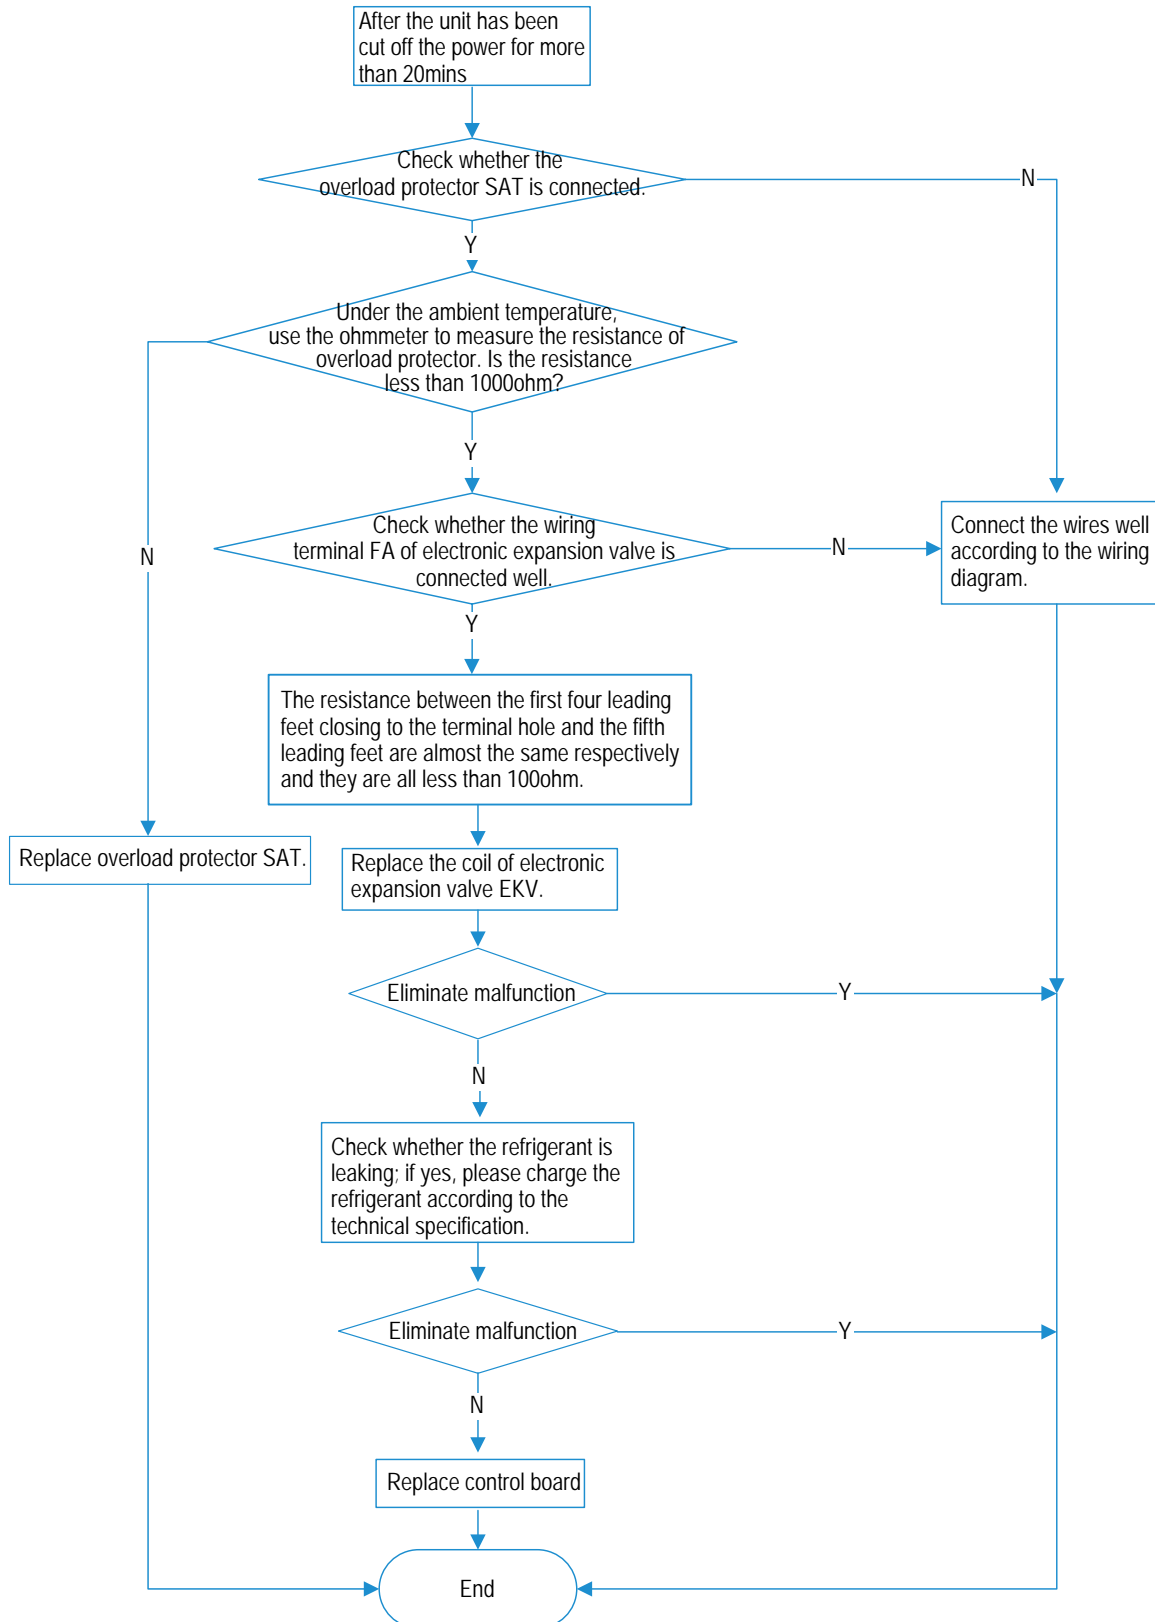 After the unit has been
cut off the power for more
than 20mins
Check whether the
overload protector SAT is connected.
N
Y
Under the ambient temperature,
use the ohmmeter to measure the resistance of
overload protector. Is the resistance
less than 1000ohm?
Y
N
Check whether the wiring
terminal FA of electronic expansion valve is
connected well.
N
Connect the wires well
according to the wiring
diagram.
Y
The resistance between the first four leading
feet closing to the terminal hole and the fifth
leading feet are almost the same respectively
and they are all less than 100ohm.
Replace overload protector SAT.
Replace the coil of electronic
expansion valve EKV.
Eliminate malfunction
Y
N
Check whether the refrigerant is
leaking; if yes, please charge the
refrigerant according to the
technical specification.
Eliminate malfunction
Y
N
Replace control board
End